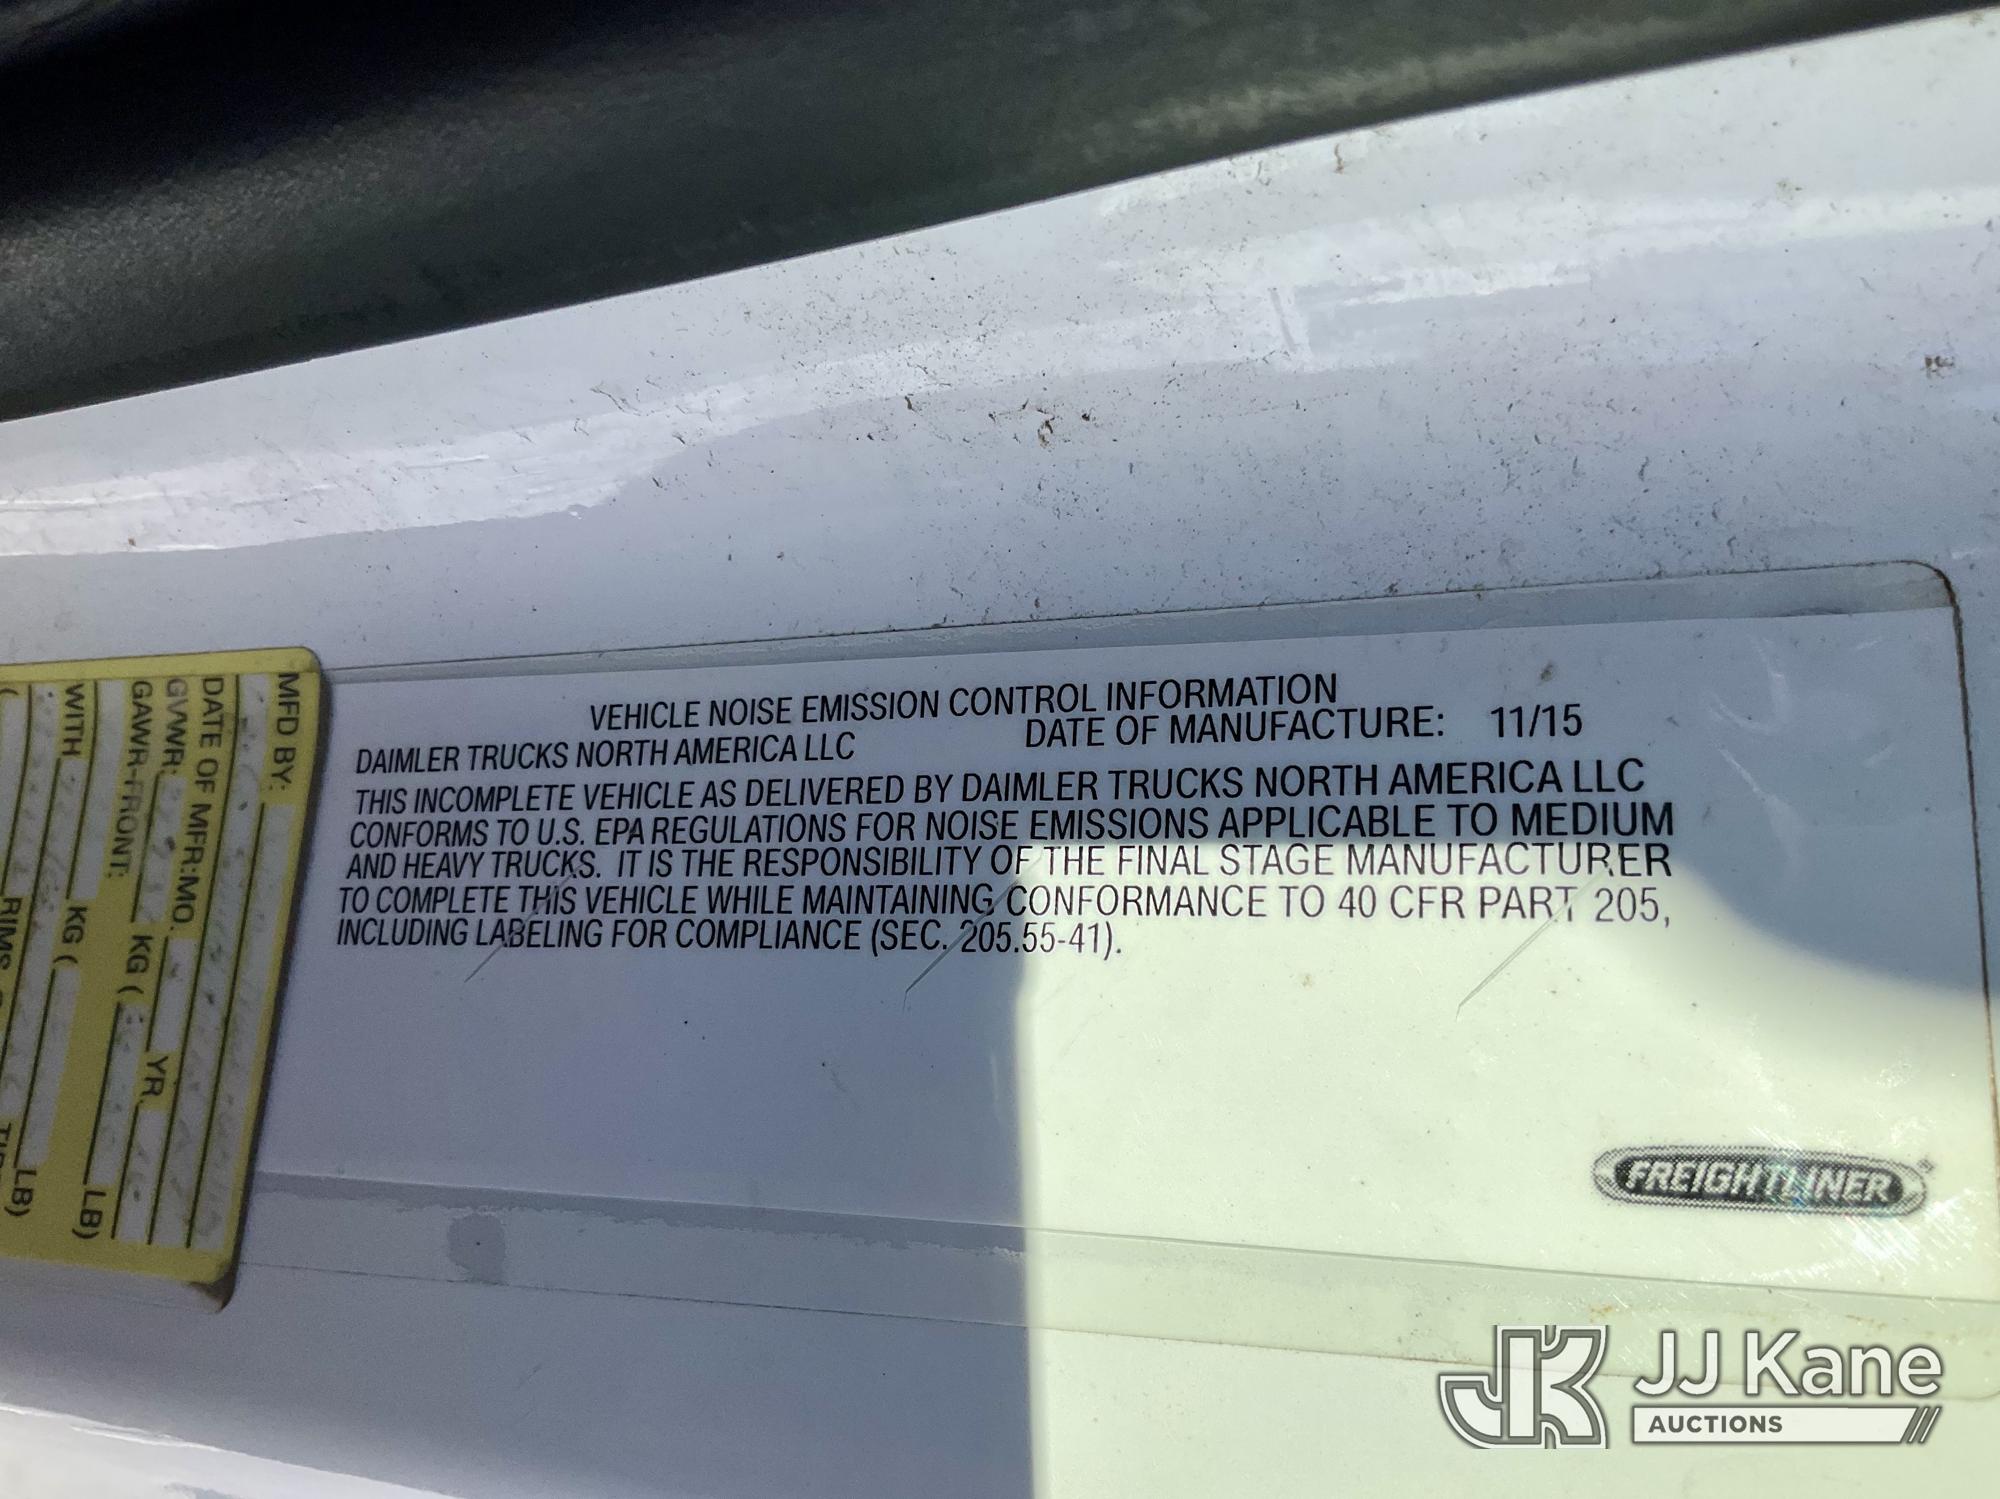 VEHICLE NOISE EMISSION CONTROL INFORMATION
DAIMLER TRUCKS NORTH AMERICA LLC DATE OF MANUFACTURE: 11/15
THIS INCOMPLETE VEHICLE AS DELIVERED BY DAIMLER TRUCKS NORTH AMERICA LLC
CONFORMS TO U.S. EPA REGULATIONS FOR NOISE EMISSIONS APPLICABLE TO MEDIUM
AND HEAVY TRUCKS. IT IS THE RESPONSIBILITY OF THE FINAL STAGE MANUFACTURER
TO COMPLETE THIS VEHICLE WHILE MAINTAINING CONFORMANCE TO 40 CFR PART 205,
INCLUDING LABELING FOR COMPLIANCE (SEC. 205.55-41).
FREIGHTLINER
MFD BY:
DATE OF MFR:MO. YR.
GVWR: KG ( LB)
GAWR-FRONT:
WITH
KG ( LB)
RIMS
JK JJ Kane
AUCTIONS